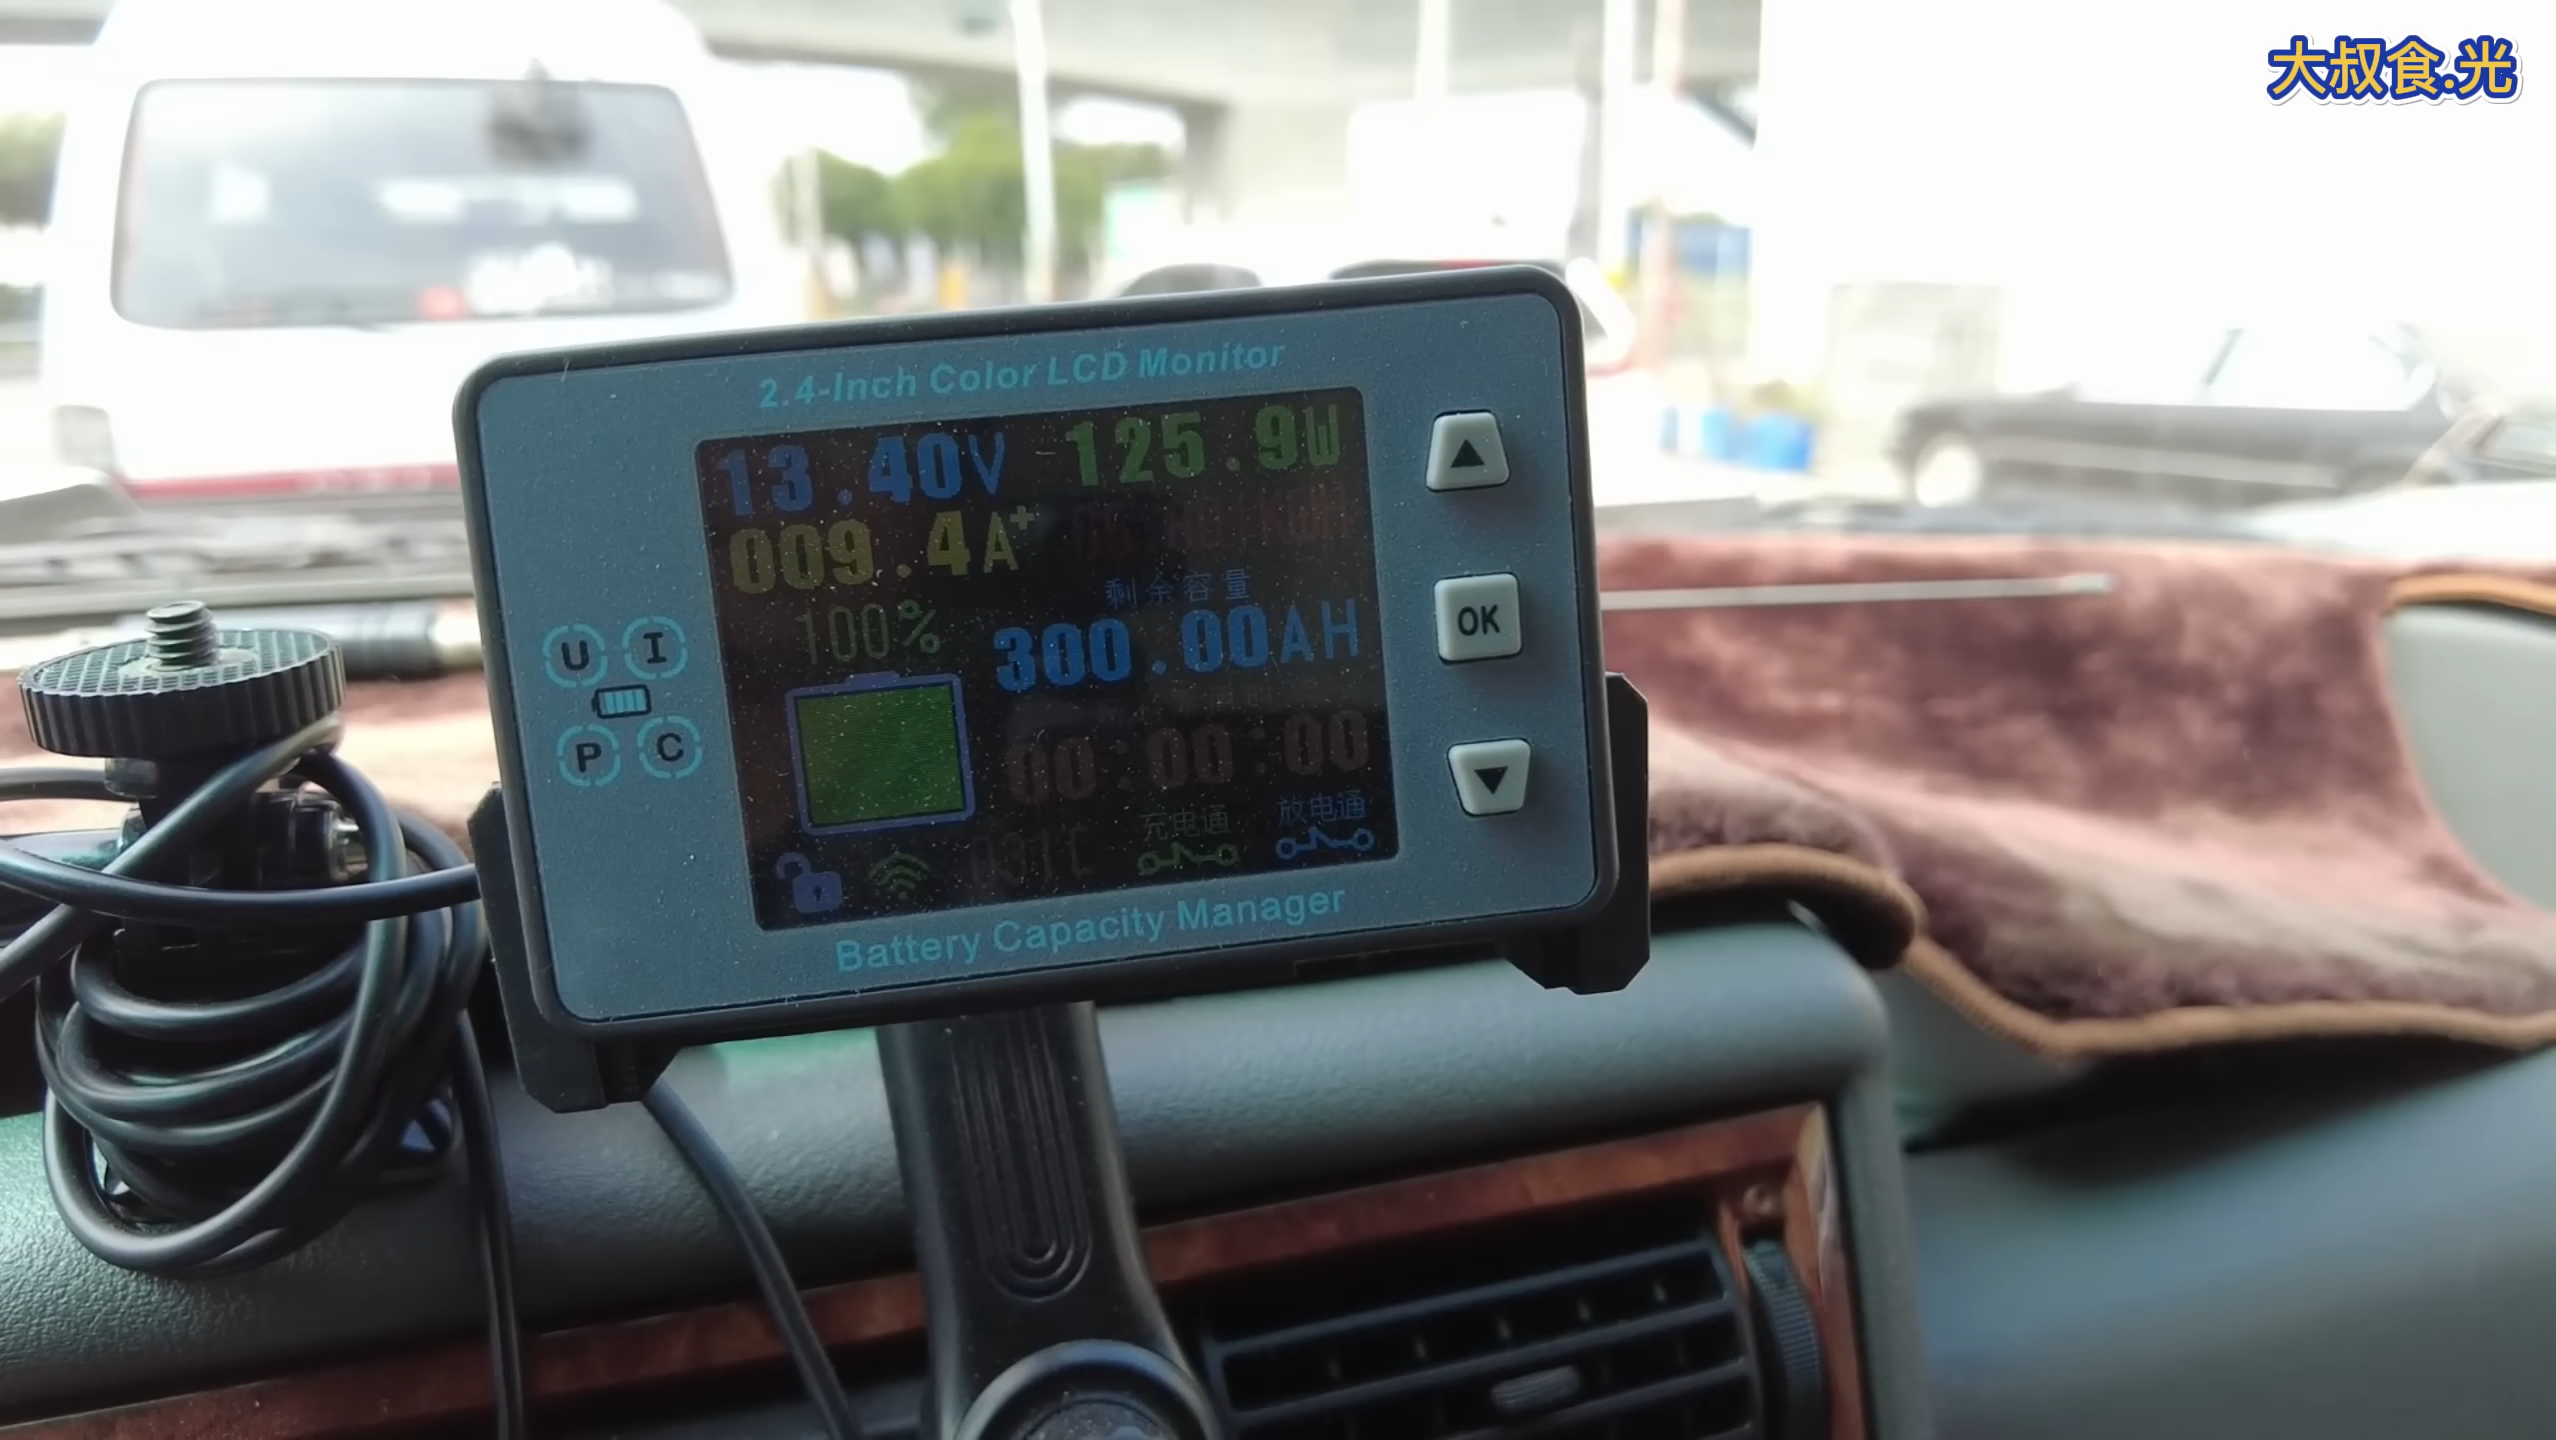 大叔食.光
2.4-Inch Color LCD Monitor
13.40V 125.9W
009.4A+
剩余容量
100% 300.00AH
00:00:00
U I
P C
OK
充电通 放电通
031℃
Battery Capacity Manager